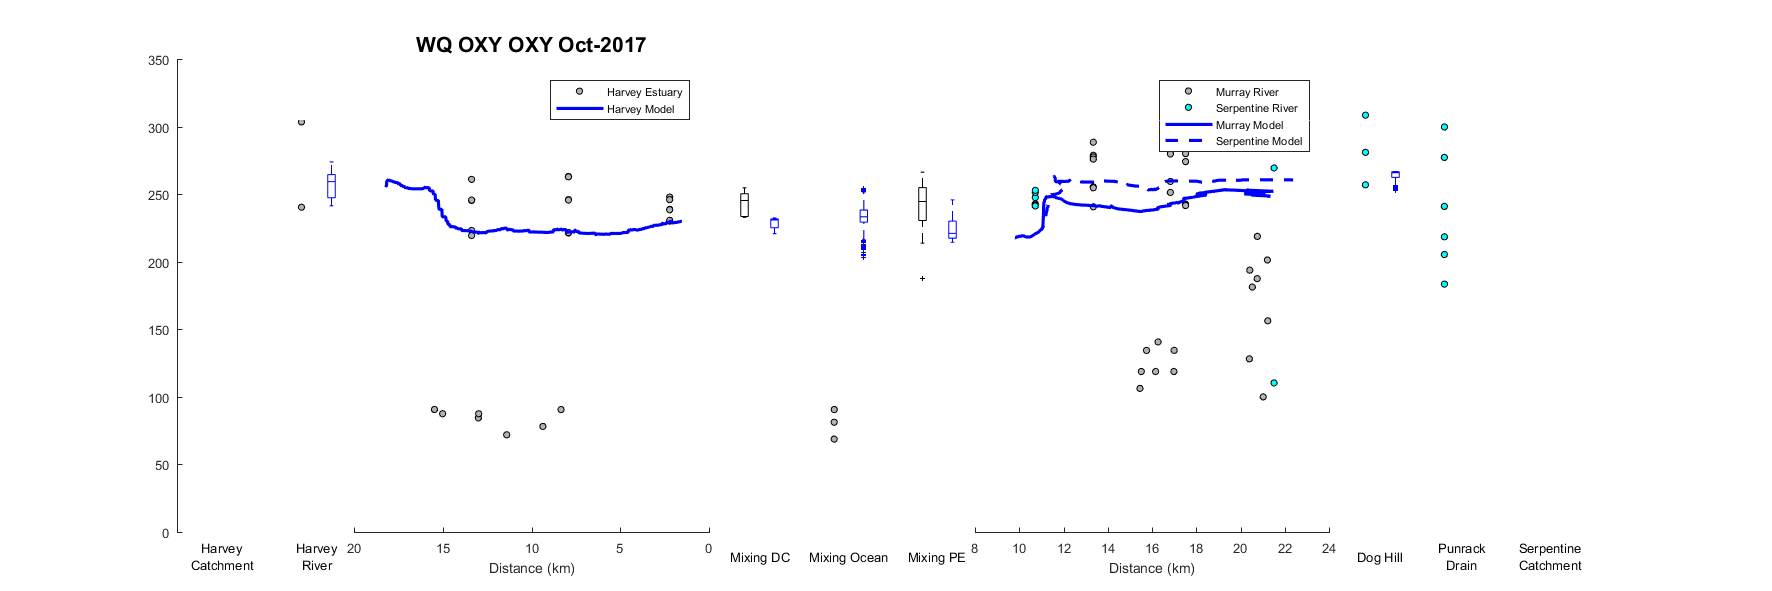 WQ OXY OXY Oct-2017
350
300
250
200
150
100
50
0
Harvey Estuary
Harvey Model
Murray River
Serpentine River
Murray Model
Serpentine Model
Harvey
Catchment
Harvey
River
20 15 10 5 0
Distance (km)
Mixing DC
Mixing Ocean
Mixing PE
8 10 12 14 16 18 20 22 24
Distance (km)
Dog Hill
Punrack
Drain
Serpentine
Catchment